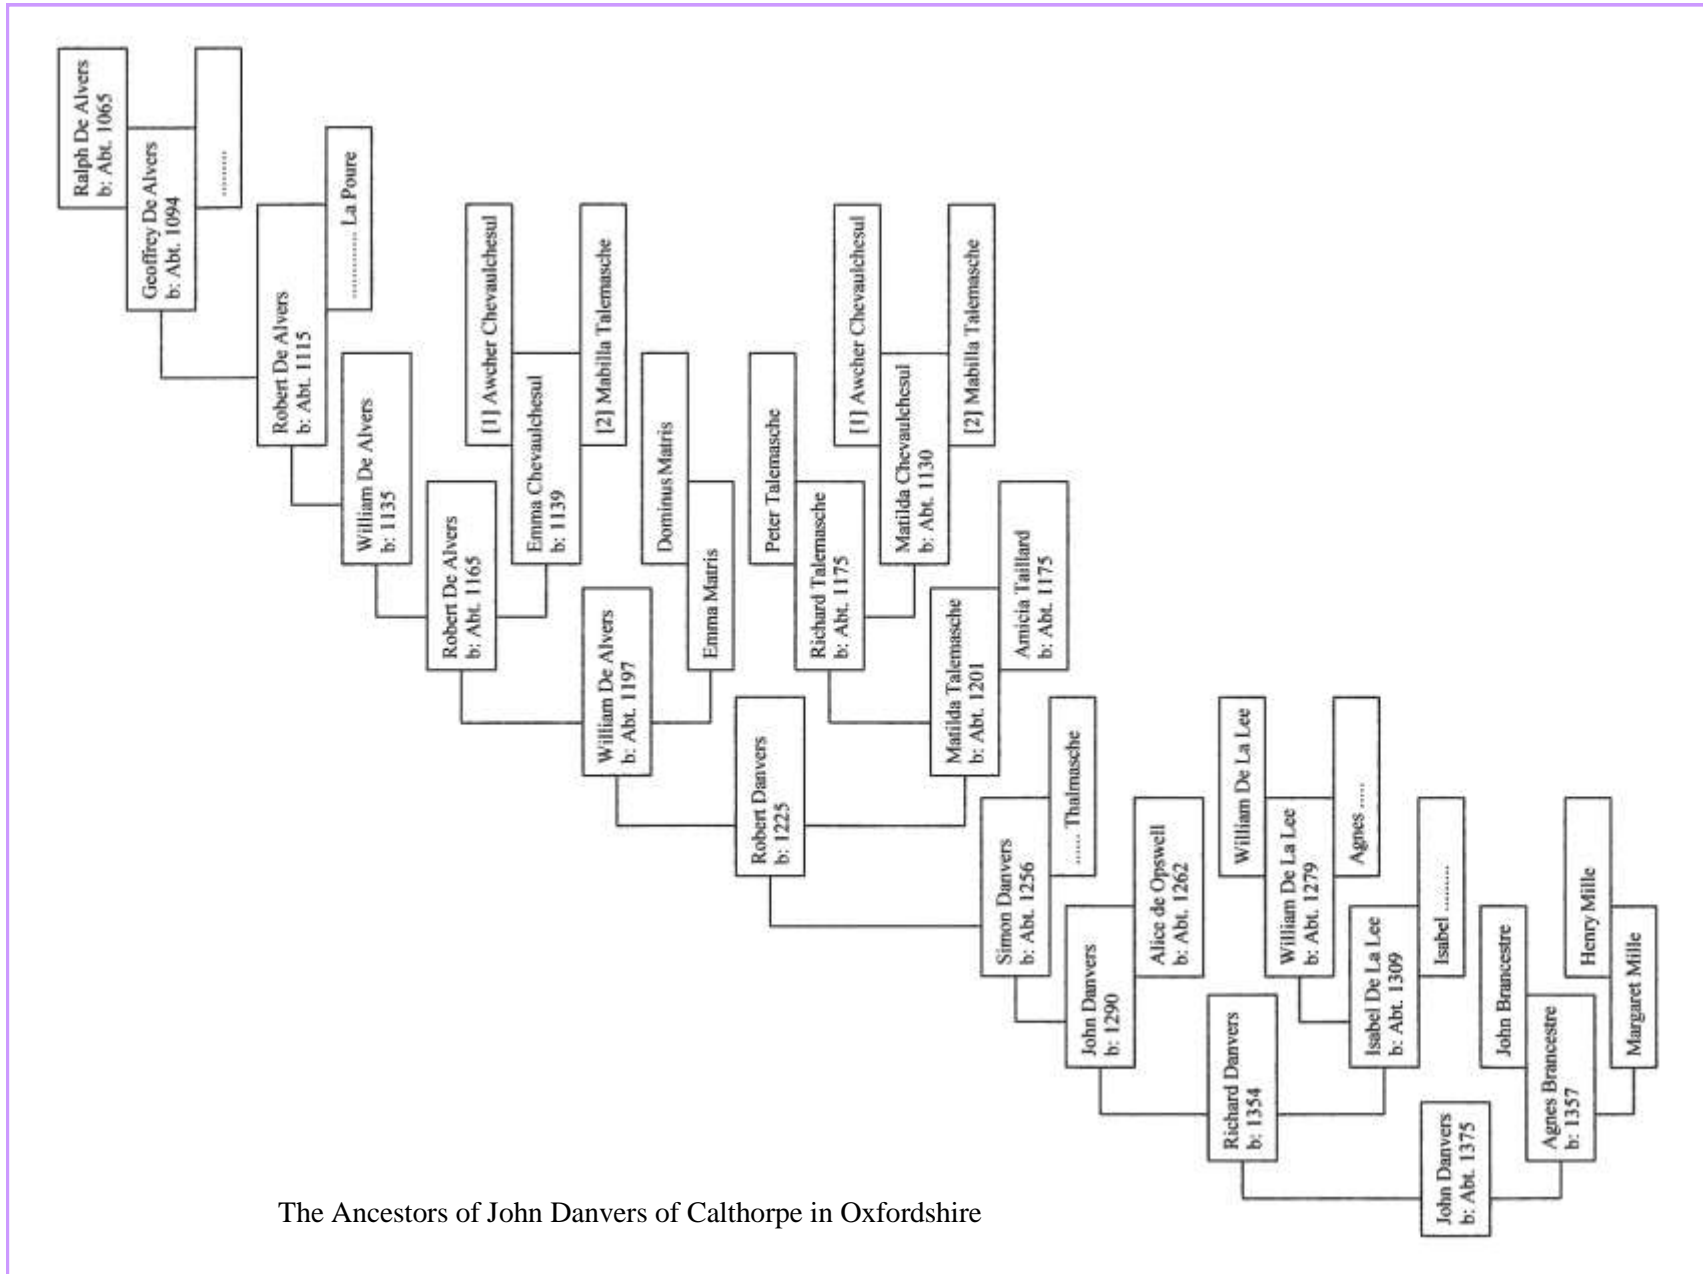 Ralph De Alvers
b: Abt. 1065
Geoffrey De Alvers
b: Abt. 1094
.........
Robert De Alvers
b: Abt. 1115
............. La Poure
William De Alvers
b: 1135
Robert De Alvers
b: Abt. 1165
[1] Awcher Chevaulchesul
Emma Chevaulchesul
b: 1139
[2] Mabilla Talemasche
William De Alvers
b: Abt. 1197
Dominus Matris
Emma Matris
Robert Danvers
b: 1225
Peter Talemasche
Richard Talemasche
b: Abt. 1175
[1] Awcher Chevaulchesul
Matilda Chevaulchesul
b: Abt. 1130
[2] Mabilla Talemasche
Matilda Talemasche
b: Abt. 1201
Amicia Taillard
b: Abt. 1175
Simon Danvers
b: Abt. 1256
...... Thalmasche
John Danvers
b: 1290
Alice de Opswell
b: Abt. 1262
Richard Danvers
b: 1354
William De La Lee
William De La Lee
b: Abt. 1279
Agnes .....
Isabel De La Lee
b: Abt. 1309
Isabel .........
John Danvers
b: Abt. 1375
John Brancestre
Agnes Brancestre
b: 1357
Henry Mille
Margaret Mille
The Ancestors of John Danvers of Calthorpe in Oxfordshire